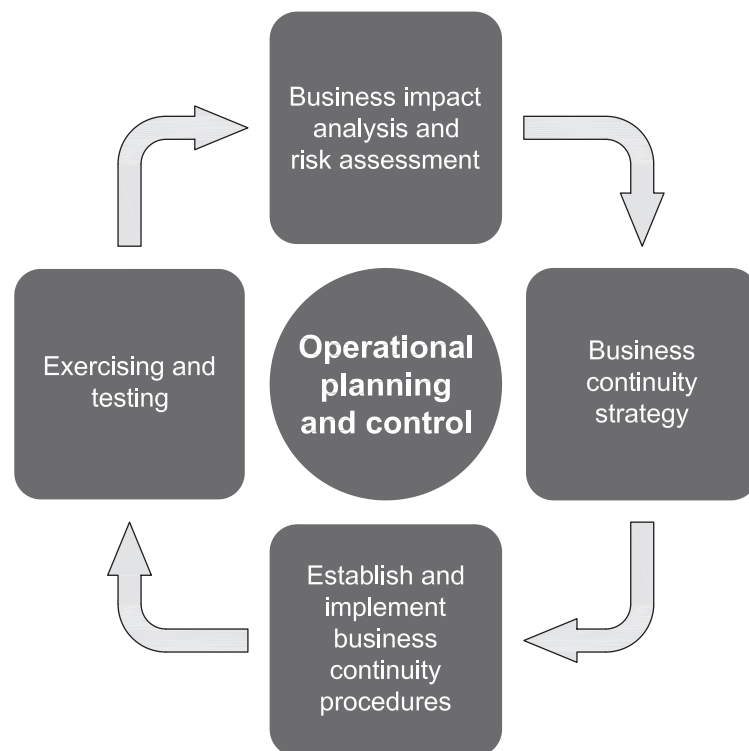 Business impact
analysis and
risk assessment
Exercising and
testing
Operational
planning
and control
Business
continuity
strategy
Establish and
implement
business
continuity
procedures